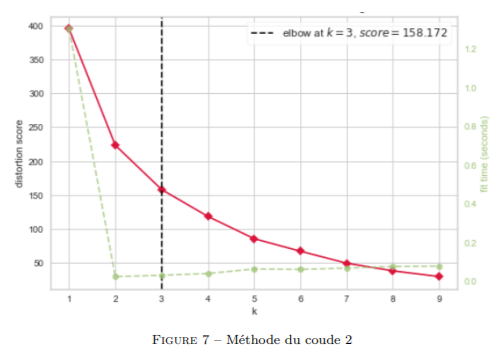 elbow at k = 3, score = 158.172
400
350
300
250
200
150
100
50
distortion score
1.2
1.0
0.8
0.6
0.4
0.2
0.0
fit time (seconds)
1 2 3 4 5 6 7 8 9
k
FIGURE 7 – Méthode du coude 2